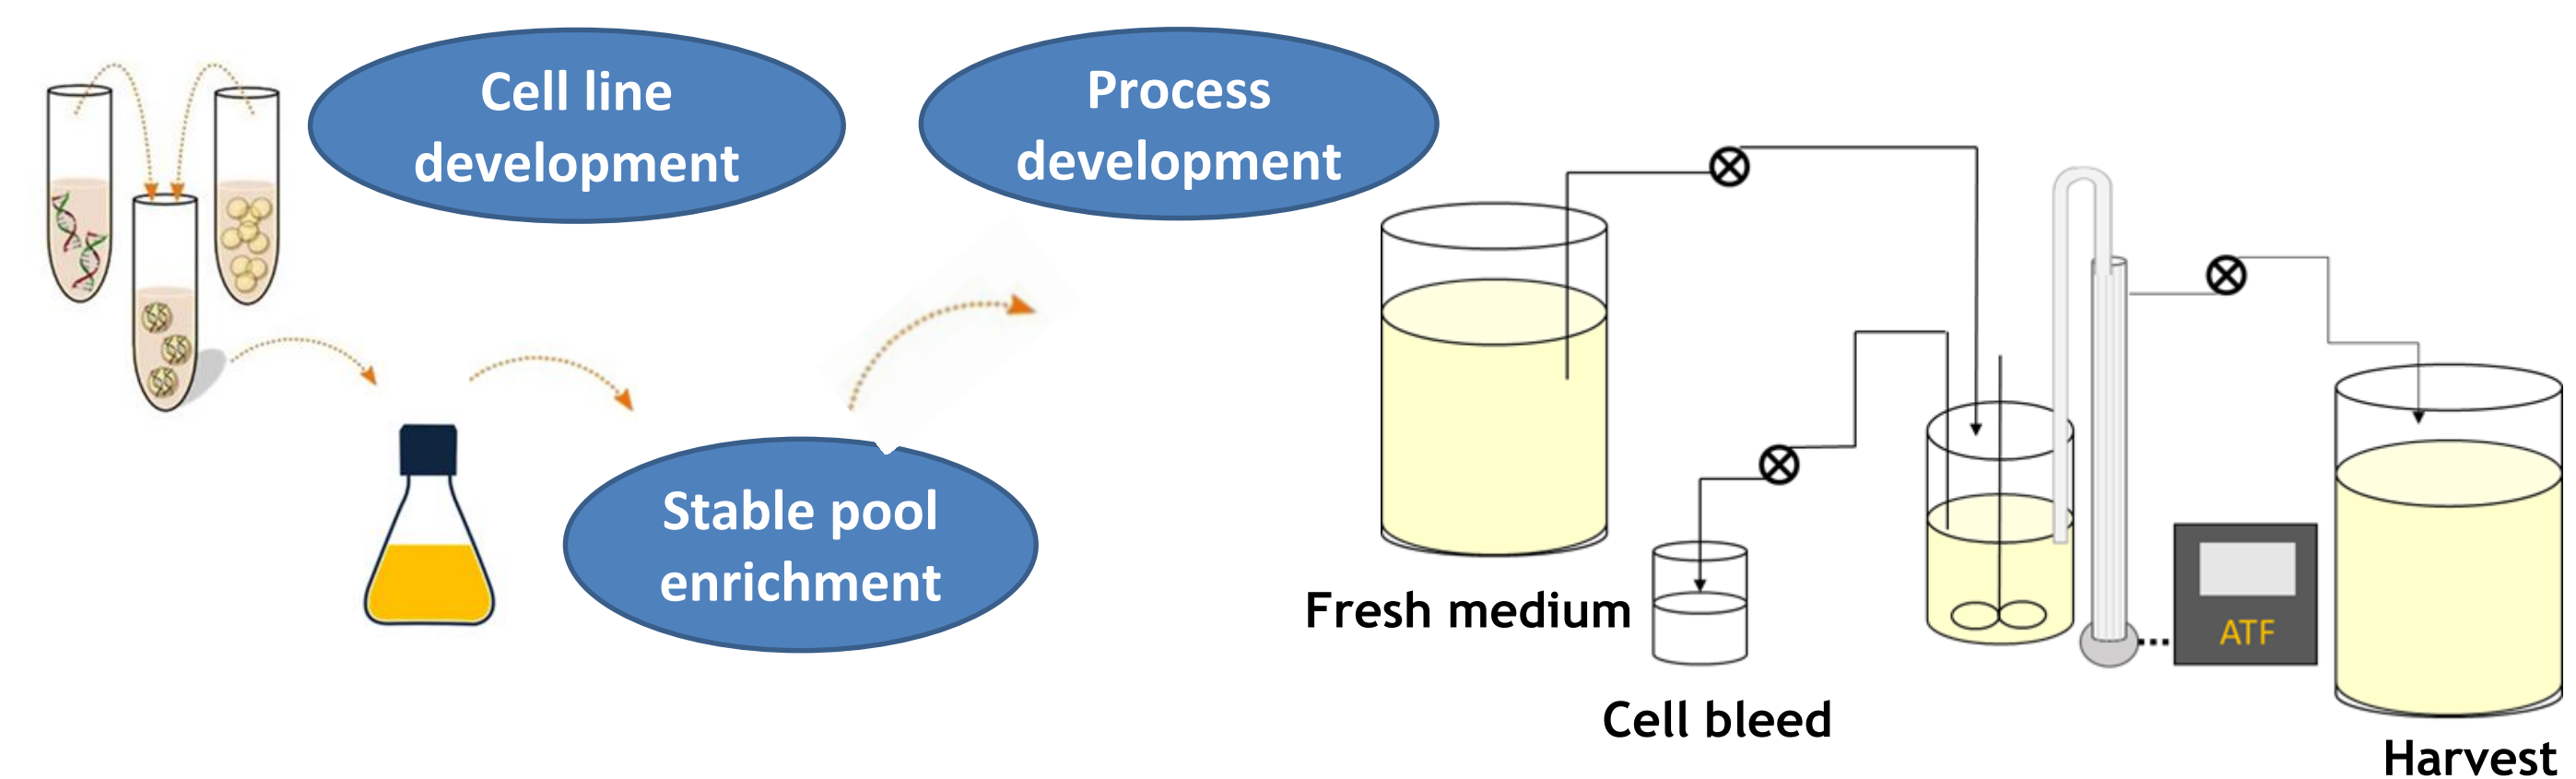 Cell line
development
Process
development
Stable pool
enrichment
Fresh medium
Cell bleed
ATF
Harvest